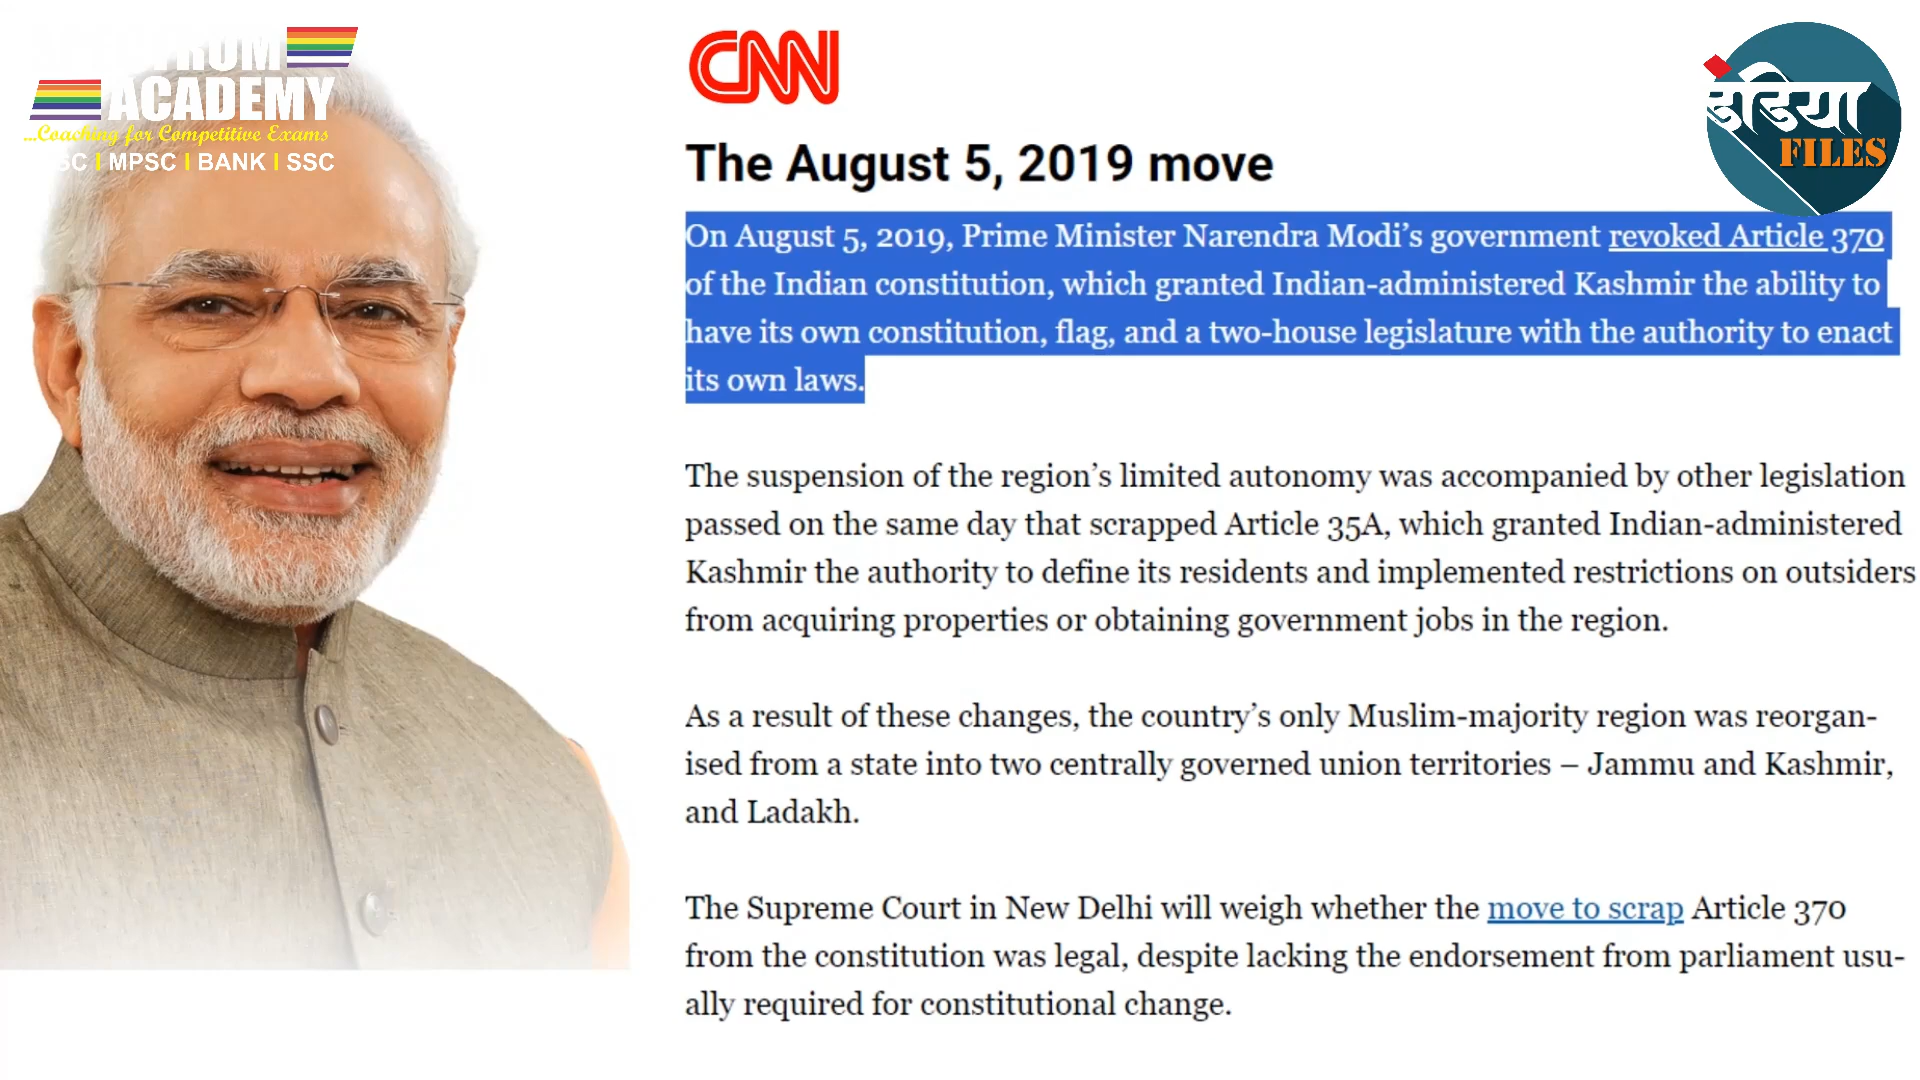 ACADEMY
...Coaching for Competitive Exams
SC | MPSC | BANK | SSC
CNN
इंडिया
FILES
The August 5, 2019 move
On August 5, 2019, Prime Minister Narendra Modi’s government revoked Article 370
of the Indian constitution, which granted Indian-administered Kashmir the ability to
have its own constitution, flag, and a two-house legislature with the authority to enact
its own laws.
The suspension of the region’s limited autonomy was accompanied by other legislation
passed on the same day that scrapped Article 35A, which granted Indian-administered
Kashmir the authority to define its residents and implemented restrictions on outsiders
from acquiring properties or obtaining government jobs in the region.
As a result of these changes, the country’s only Muslim-majority region was reorgan-
ised from a state into two centrally governed union territories – Jammu and Kashmir,
and Ladakh.
The Supreme Court in New Delhi will weigh whether the move to scrap Article 370
from the constitution was legal, despite lacking the endorsement from parliament usu-
ally required for constitutional change.